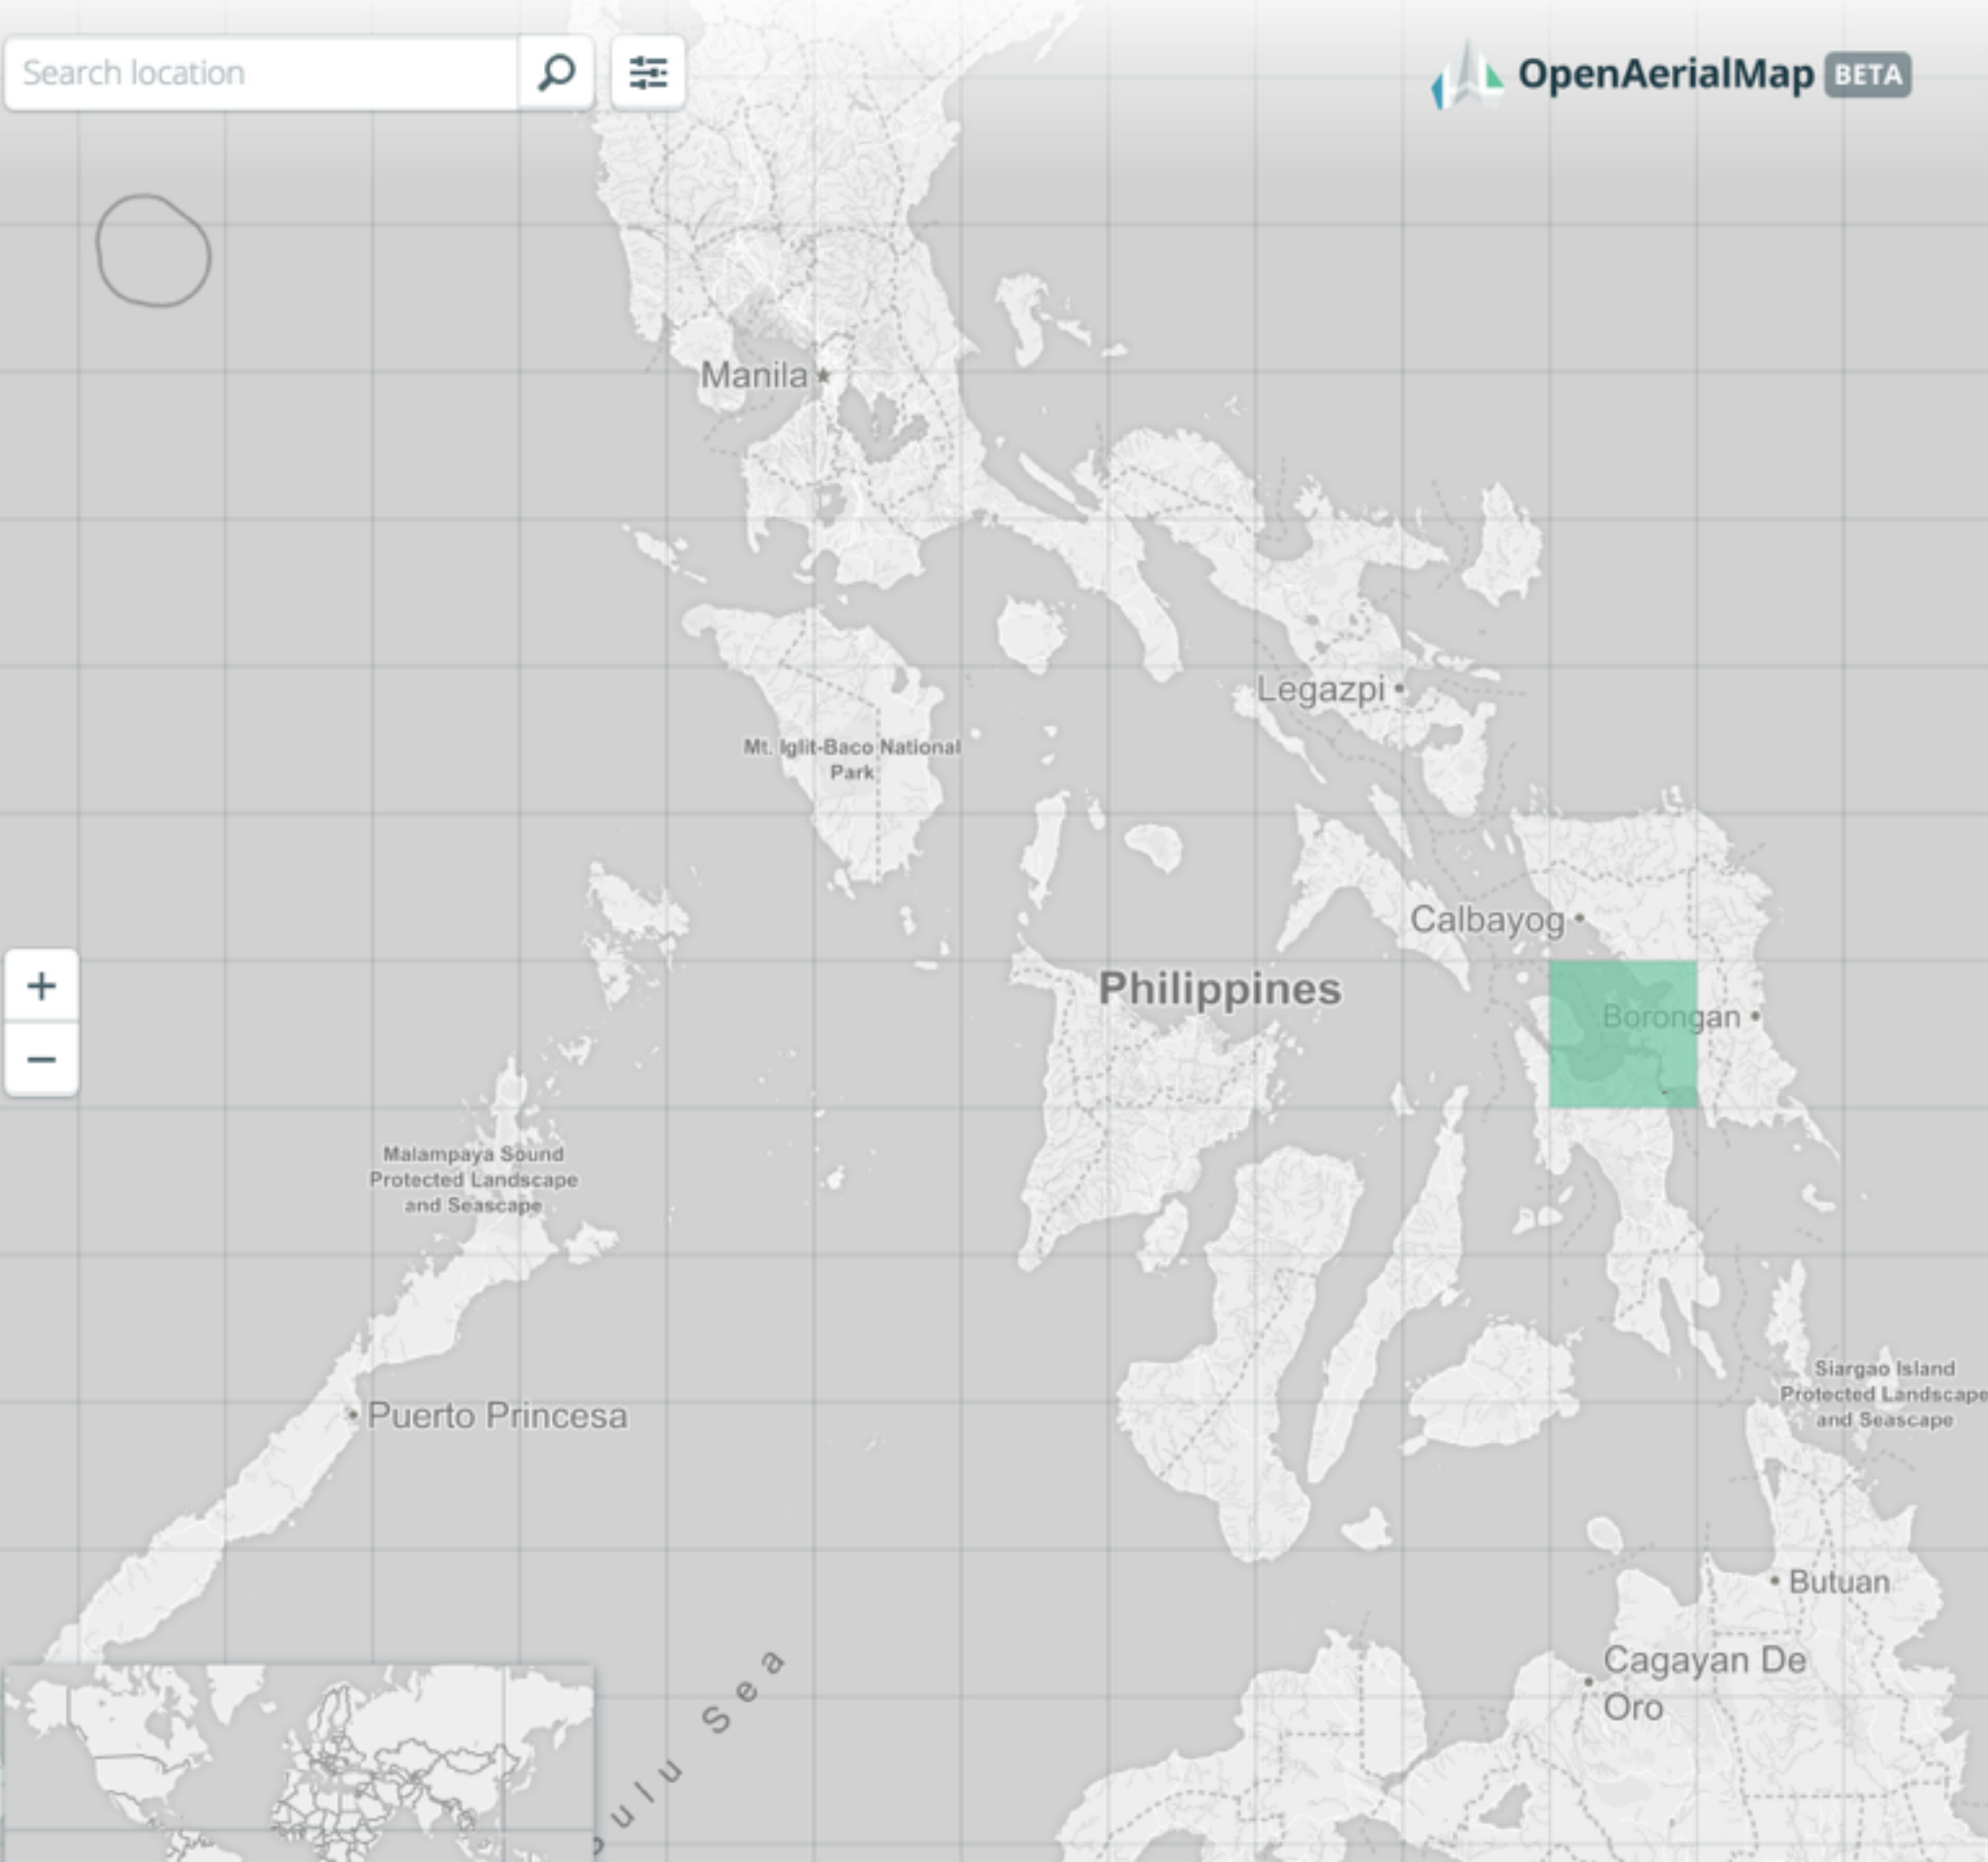 Search location
OpenAerialMap BETA
Manila
Legazpi
Mt. Iglit-Baco National
Park
Calbayog
Philippines
Borongan
Malampaya Sound
Protected Landscape
and Seascape
Siargao Island
Protected Landscape
and Seascape
Puerto Princesa
Butuan
Cagayan De
Oro
ulu Sea